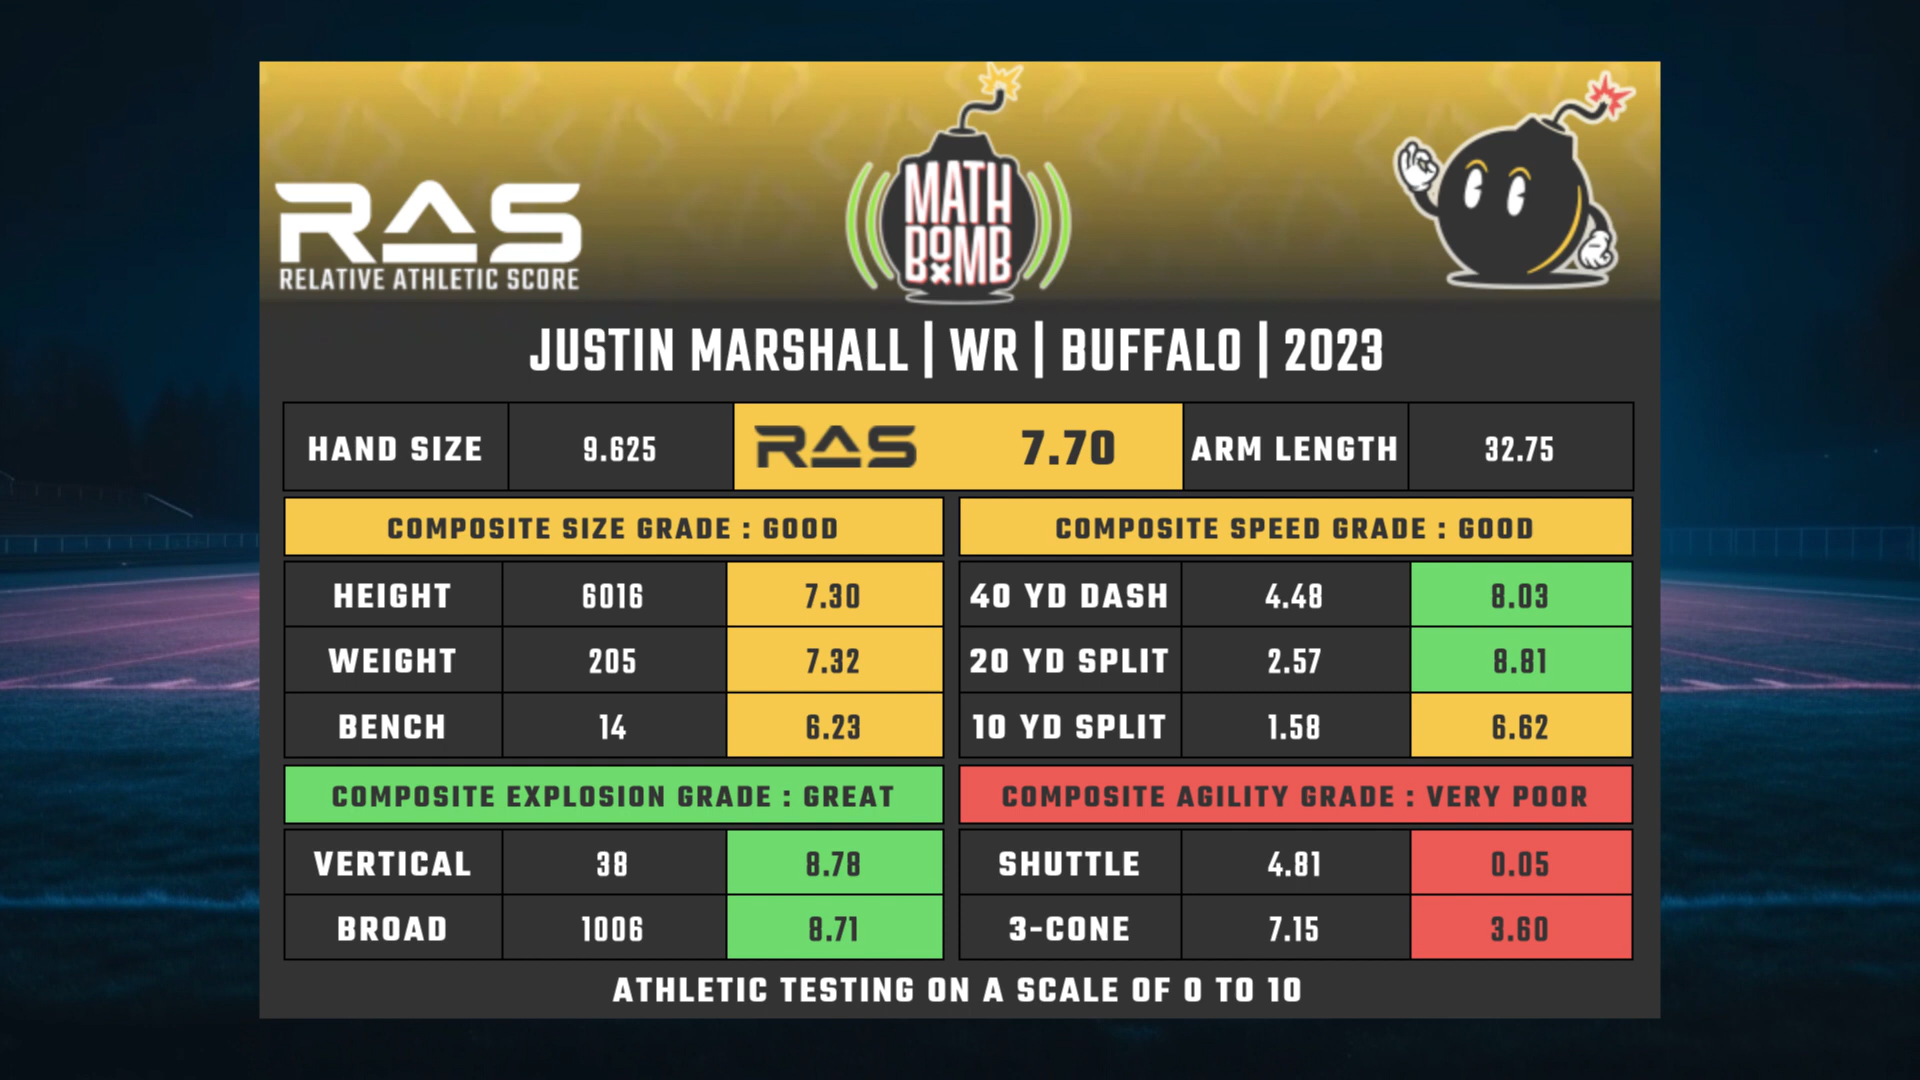 RAS
RELATIVE ATHLETIC SCORE
MATH
BOMB
JUSTIN MARSHALL | WR | BUFFALO | 2023
HAND SIZE 9.625 RAS 7.70 ARM LENGTH 32.75
COMPOSITE SIZE GRADE : GOOD COMPOSITE SPEED GRADE : GOOD
HEIGHT 6016 7.30 40 YD DASH 4.48 8.03
WEIGHT 205 7.32 20 YD SPLIT 2.57 8.81
BENCH 14 6.23 10 YD SPLIT 1.58 6.62
COMPOSITE EXPLOSION GRADE : GREAT COMPOSITE AGILITY GRADE : VERY POOR
VERTICAL 38 8.78 SHUTTLE 4.81 0.05
BROAD 1006 8.71 3-CONE 7.15 3.60
ATHLETIC TESTING ON A SCALE OF 0 TO 10